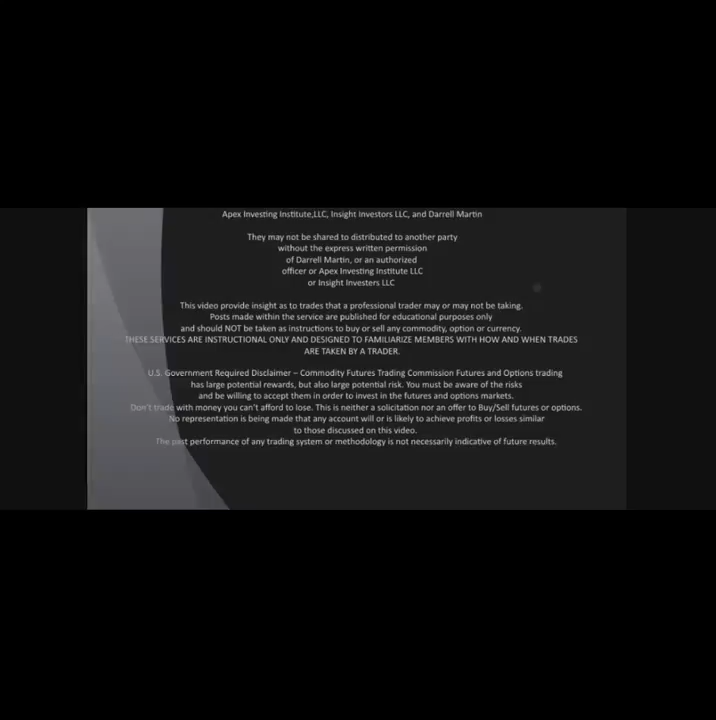 Apex Investing Institute,LLC, Insight Investors LLC, and Darrell Martin
They may not be shared to distributed to another party
without the express written permission
of Darrell Martin, or an authorized
officer or Apex Investing Institute LLC
or Insight Investers LLC
This video provide insight as to trades that a professional trader may or may not be taking.
Posts made within the service are published for educational purposes only
and should NOT be taken as instructions to buy or sell any commodity, option or currency.
THESE SERVICES ARE INSTRUCTIONAL ONLY AND DESIGNED TO FAMILIARIZE MEMBERS WITH HOW AND WHEN TRADES
ARE TAKEN BY A TRADER.
U.S. Government Required Disclaimer – Commodity Futures Trading Commission Futures and Options trading
has large potential rewards, but also large potential risk. You must be aware of the risks
and be willing to accept them in order to invest in the futures and options markets.
Don't trade with money you can't afford to lose. This is neither a solicitation nor an offer to Buy/Sell futures or options.
No representation is being made that any account will or is likely to achieve profits or losses similar
to those discussed on this video.
The past performance of any trading system or methodology is not necessarily indicative of future results.